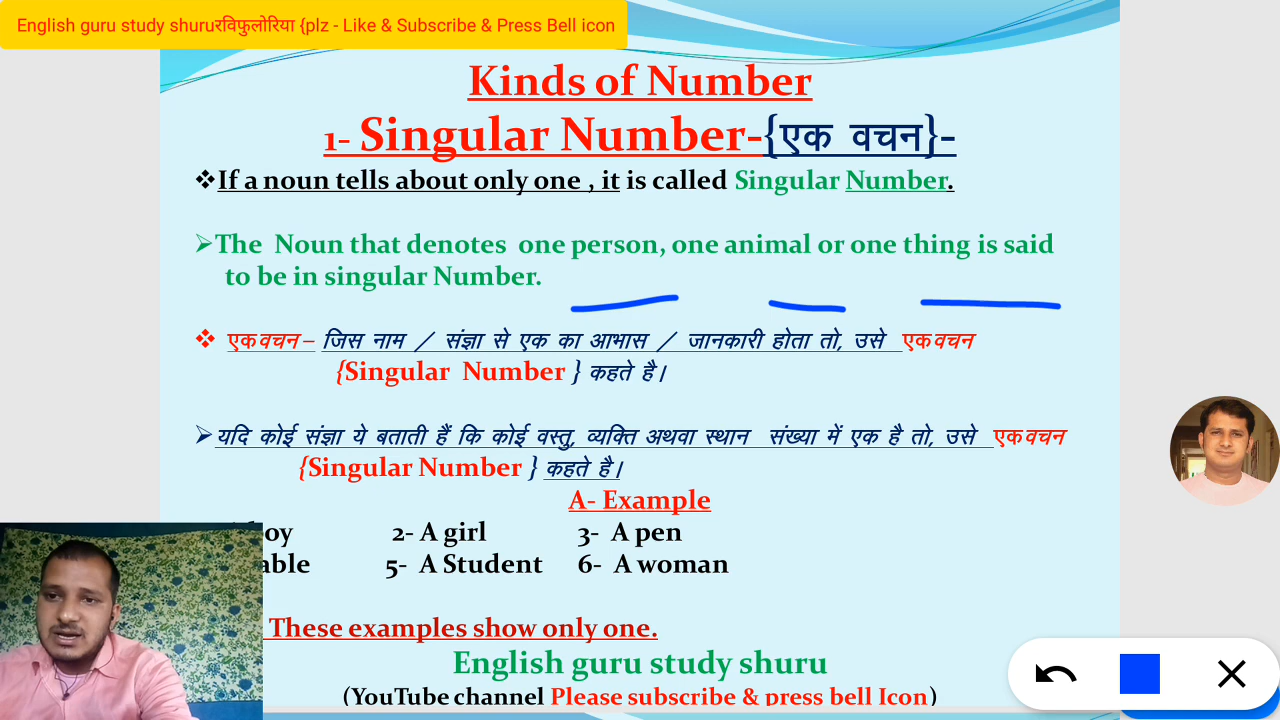 English guru study shuruरविफुलोरिया {plz - Like & Subscribe & Press Bell icon
Kinds of Number
1- Singular Number-{एक वचन}-
❖If a noun tells about only one , it is called Singular Number.
➢The Noun that denotes one person, one animal or one thing is said
to be in singular Number.
❖ एकवचन – जिस नाम / संज्ञा से एक का आभास / जानकारी होता तो, उसे एकवचन
{Singular Number } कहते है।
➢यदि कोई संज्ञा ये बताती हैं कि कोई वस्तु, व्यक्ति अथवा स्थान संख्या में एक है तो, उसे एकवचन
{Singular Number } कहते है।
A- Example
oy 2- A girl 3- A pen
able 5- A Student 6- A woman
These examples show only one.
English guru study shuru
(YouTube channel Please subscribe & press bell Icon)